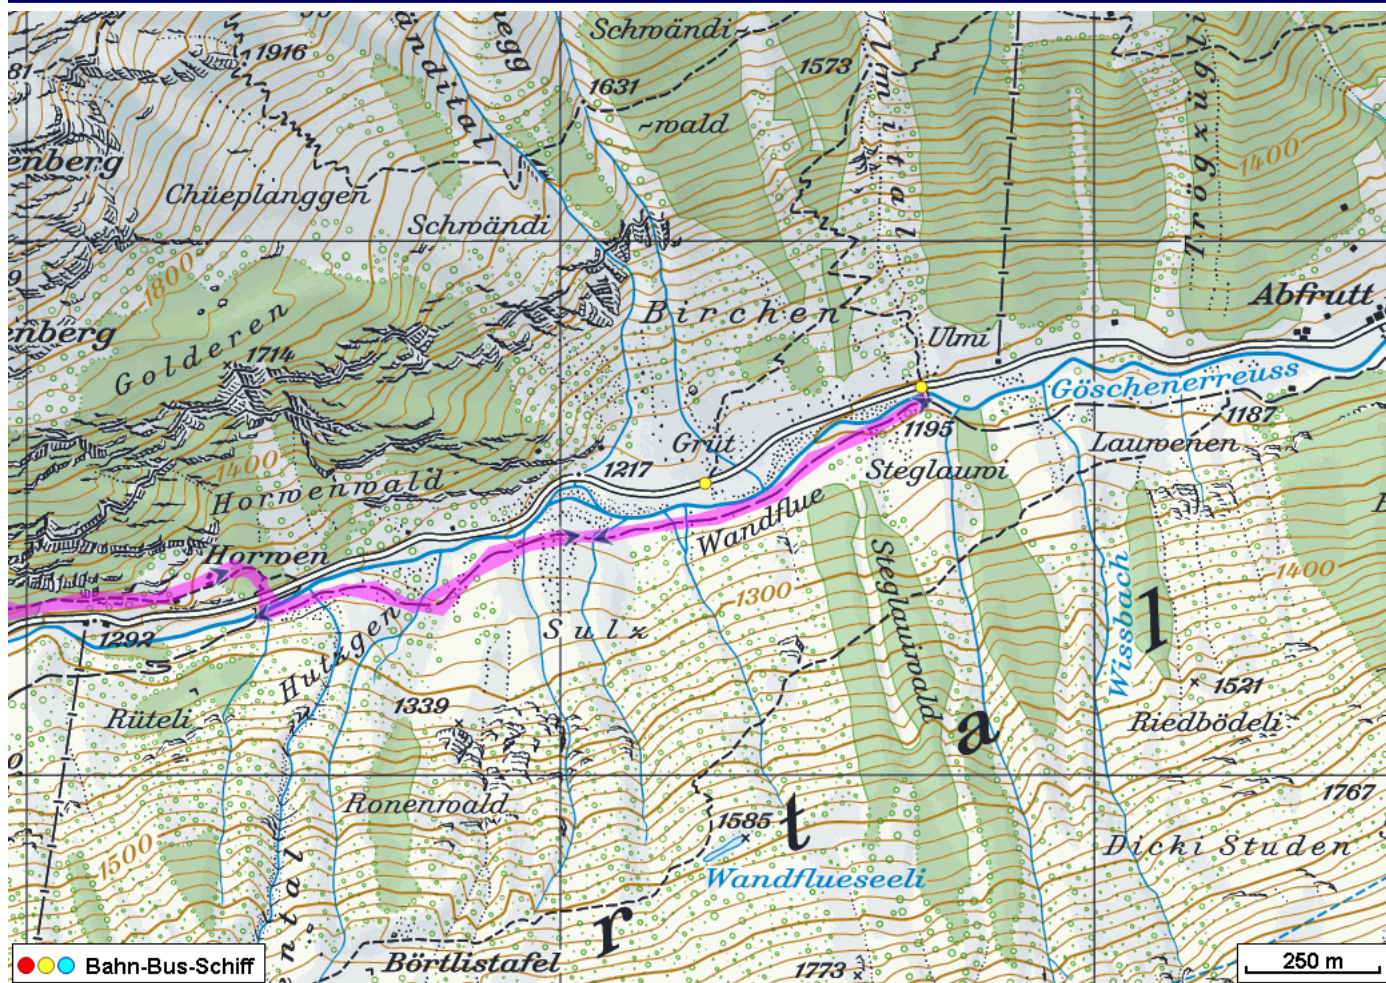 1916
Schwändi-
1573
1631
-wald
1400
enberg
Chüeplanggen
Schwändi
1800
Birchen
Abfrutt
enberg
Golderen
1714
Ulmi
Göschenerreuss
1187
1195
Grüt
Lauwenen
1217
Steglauwi
1400
Horwenwald
Wandflue
Horwen
1300
1400
Steglauiwald
Wissbach
1292
Hutzgen
Sulz
l
1339
1521
Rüteli
Riedbödeli
a
Ronenwald
1767
t
1585
1500
Dicki Studen
Wandflueseeli
ental
r
Börtlistafel
1773
Bahn-Bus-Schiff
250 m